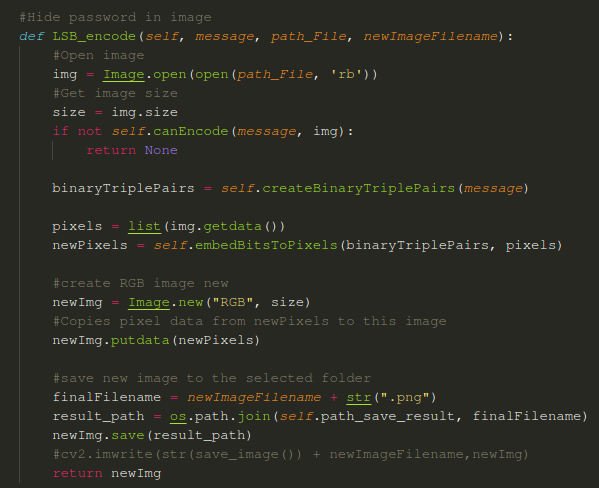 #Hide password in image
def LSB_encode(self, message, path_File, newImageFilename):
    #Open image
    img = Image.open(open(path_File, 'rb'))
    #Get image size
    size = img.size
    if not self.canEncode(message, img):
        return None

    binaryTriplePairs = self.createBinaryTriplePairs(message)

    pixels = list(img.getdata())
    newPixels = self.embedBitsToPixels(binaryTriplePairs, pixels)

    #create RGB image new
    newImg = Image.new("RGB", size)
    #Copies pixel data from newPixels to this image
    newImg.putdata(newPixels)

    #save new image to the selected folder
    finalFilename = newImageFilename + str(".png")
    result_path = os.path.join(self.path_save_result, finalFilename)
    newImg.save(result_path)
    #cv2.imwrite(str(save_image()) + newImageFilename,newImg)
    return newImg